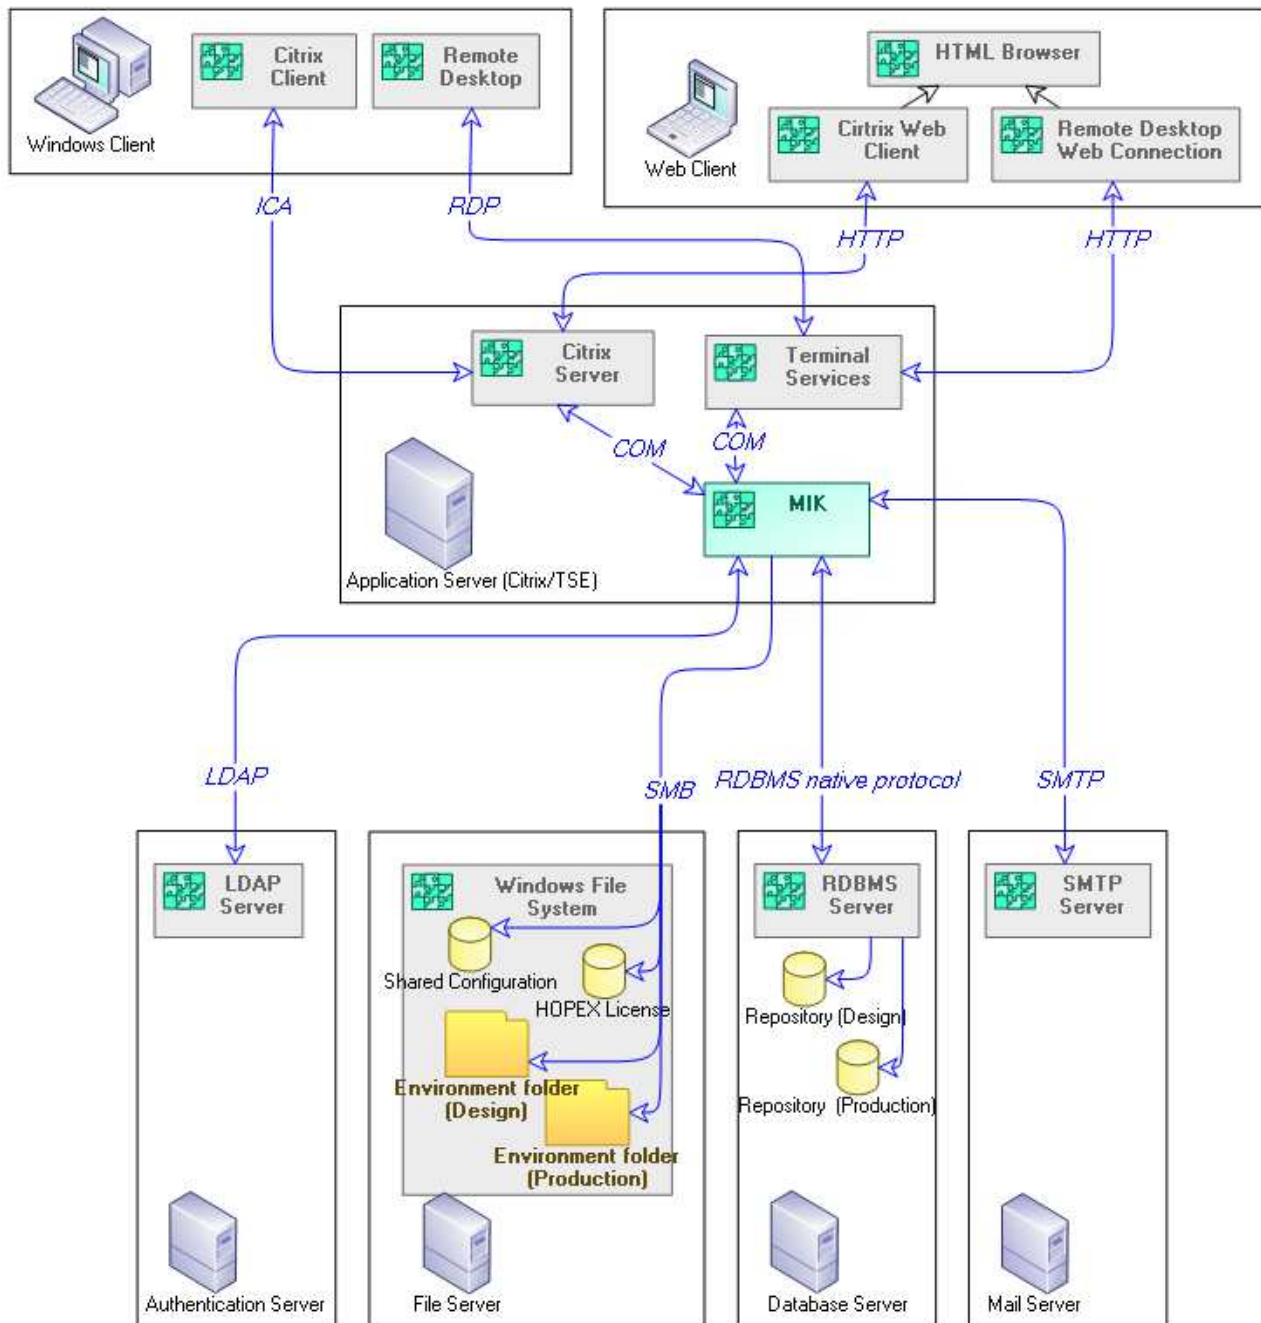 Citrix
Client
Remote
Desktop
Windows Client
HTML Browser
Cirtrix Web
Client
Remote Desktop
Web Connection
Web Client
ICA
RDP
HTTP
HTTP
Citrix
Server
Terminal
Services
COM
COM
MIK
Application Server (Citrix/TSE)
LDAP
SMB
RDBMS native protocol
SMTP
LDAP
Server
Windows File
System
RDBMS
Server
SMTP
Server
Shared Configuration
HOPEX License
Repository (Design)
Environment folder
(Design)
Repository (Production)
Environment folder
(Production)
Authentication Server
File Server
Database Server
Mail Server